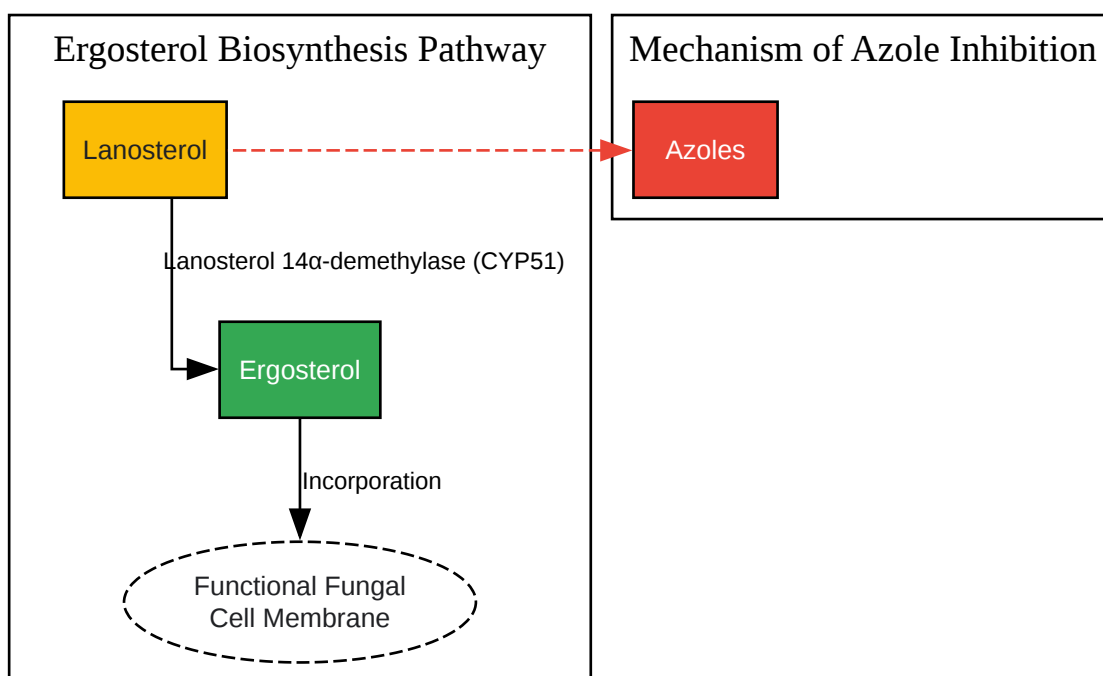 Ergosterol Biosynthesis Pathway
Mechanism of Azole Inhibition
Lanosterol
Azoles
Lanosterol 14α-demethylase (CYP51)
Ergosterol
Incorporation
Functional Fungal
Cell Membrane